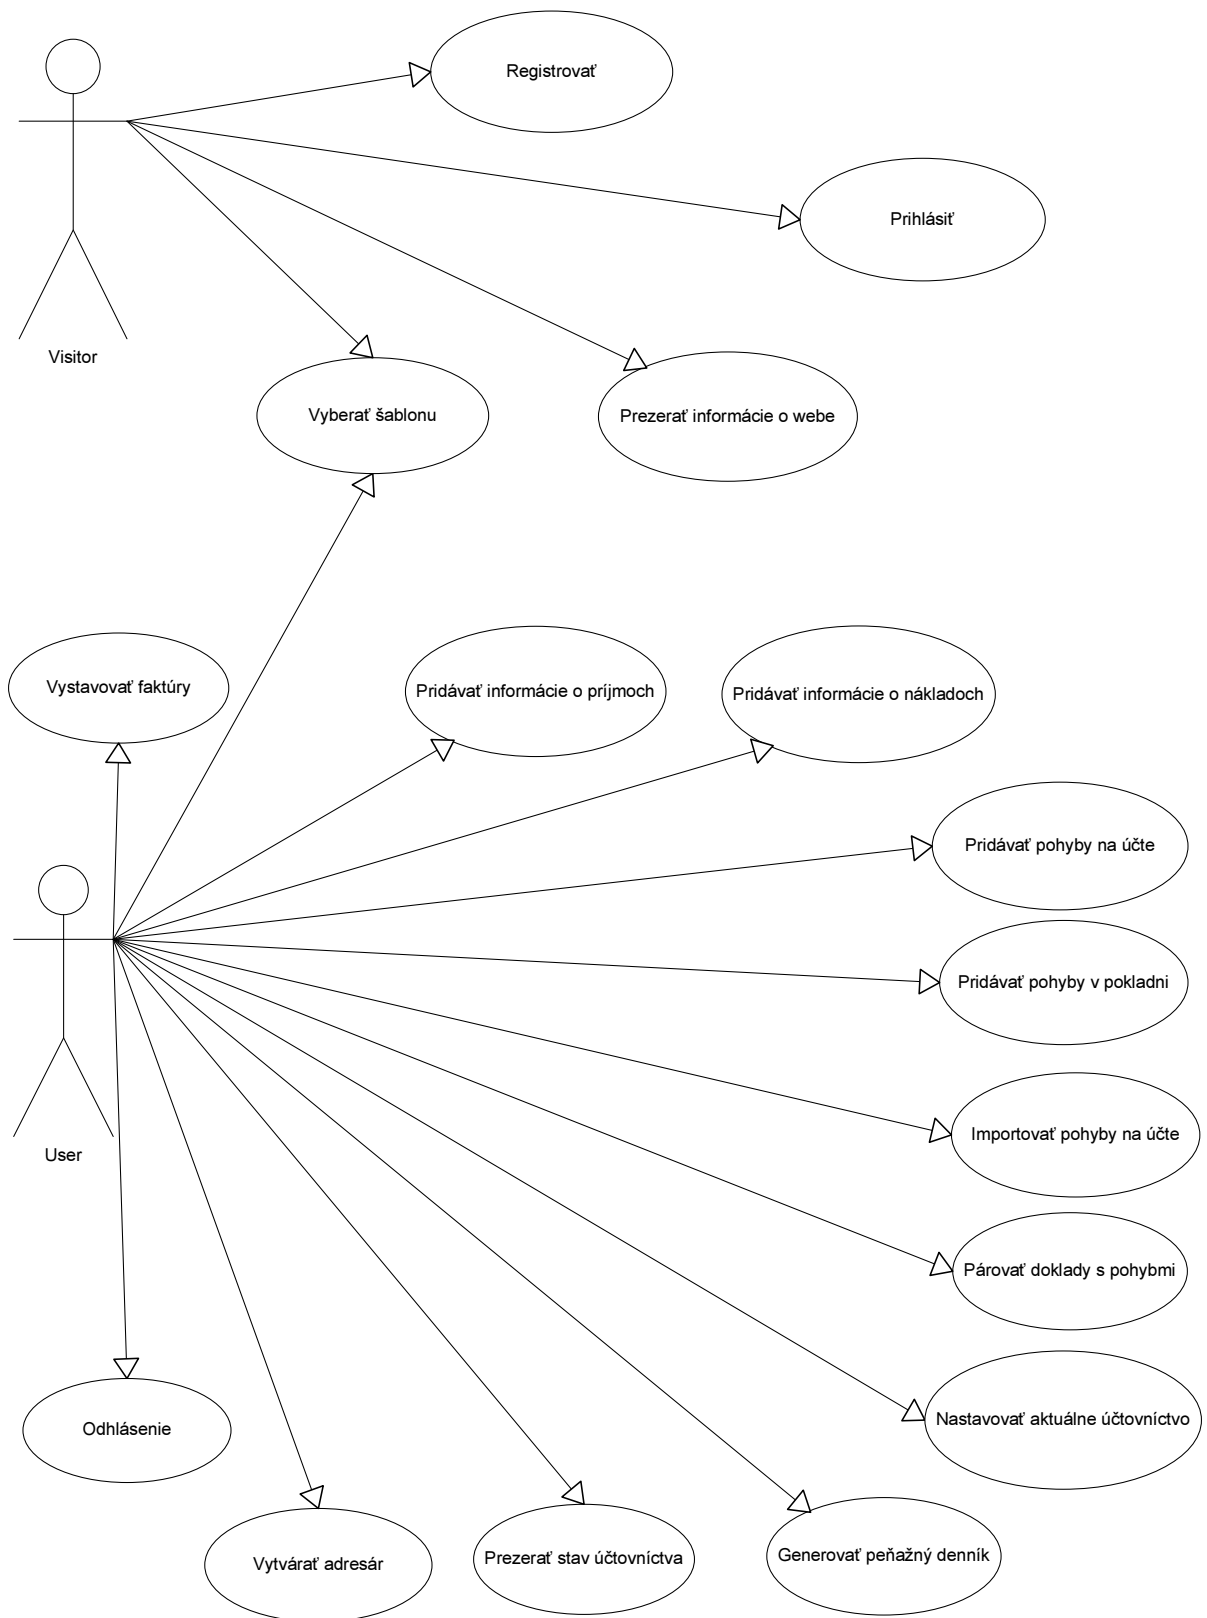 Registrovať
Prihlásiť
Visitor
Vyberať šablonu
Prezerať informácie o webe
Vystavovať faktúry
Pridávať informácie o príjmoch
Pridávať informácie o nákladoch
Pridávať pohyby na účte
Pridávať pohyby v pokladni
Importovať pohyby na účte
User
Párovať doklady s pohybmi
Nastavovať aktuálne účtovníctvo
Odhlásenie
Vytvárať adresár
Prezerať stav účtovníctva
Generovať peňažný denník